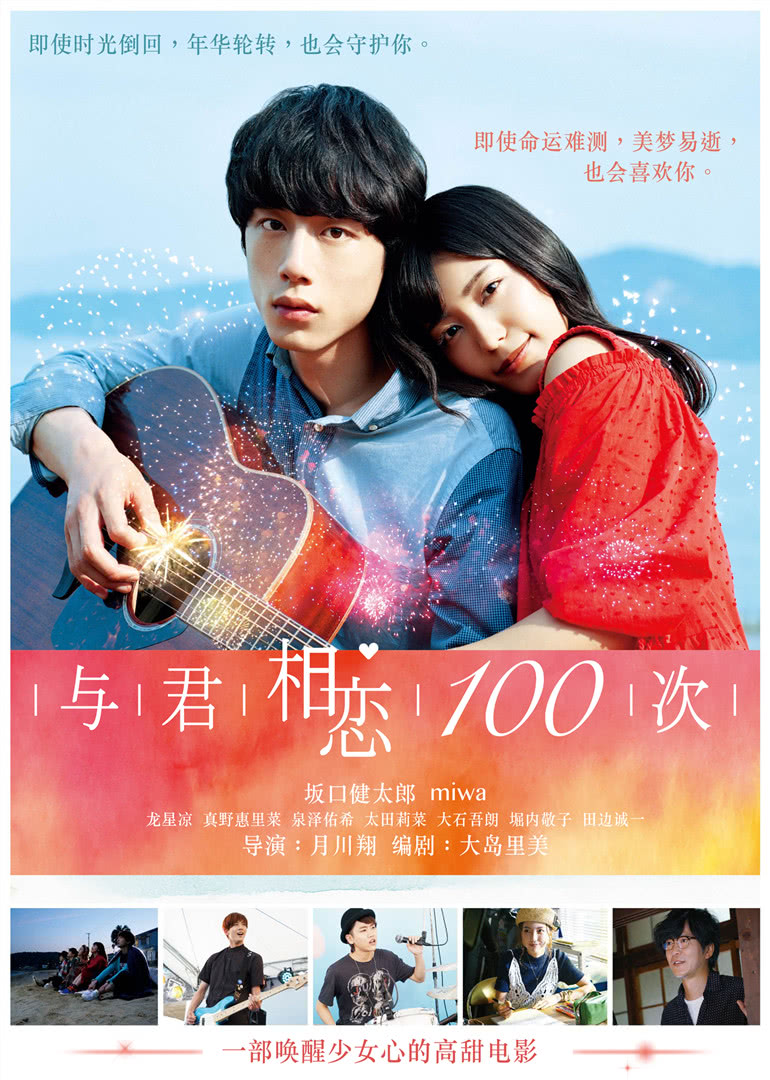 即使时光倒回，年华轮转，也会守护你。
即使命运难测，美梦易逝，
也会喜欢你。
与君相恋100次
坂口健太郎 miwa
龙星凉 真野惠里菜 泉泽佑希 太田莉菜 大石吾朗 堀内敬子 田边诚一
导演：月川翔 编剧：大岛里美
一部唤醒少女心的高甜电影